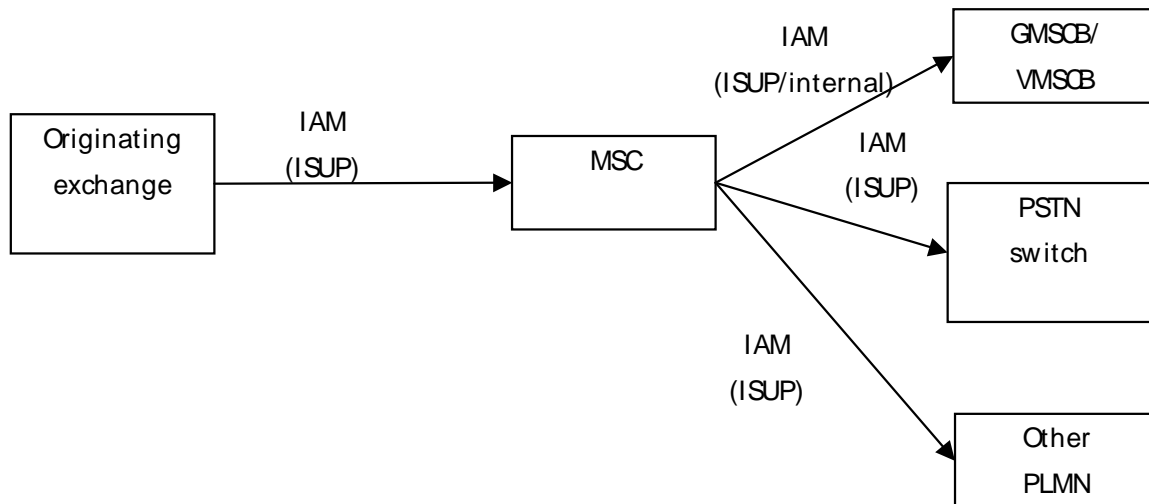 Originating
exchange
IAM
(ISUP)
MSC
IAM
(ISUP/internal)
GMSCB/
VMSCB
IAM
(ISUP)
PSTN
switch
IAM
(ISUP)
Other
PLMN